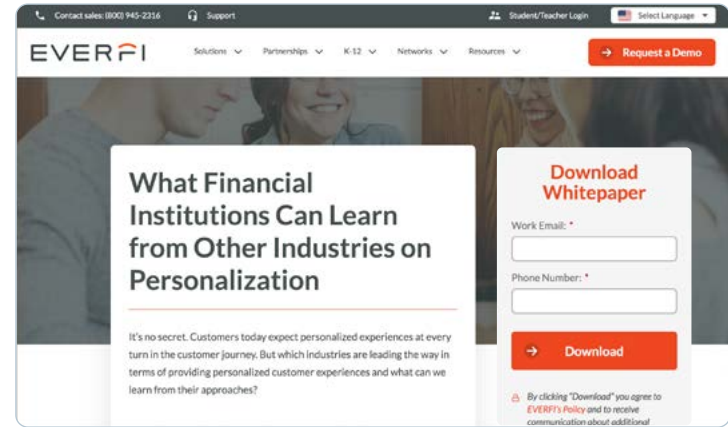 Contact sales: (800) 945-2316 Support Student/Teacher Login Select Language
EVERFI Solutions Partnerships K-12 Networks Resources Request a Demo
What Financial
Institutions Can Learn
from Other Industries on
Personalization
It's no secret. Customers today expect personalized experiences at every
turn in the customer journey. But which industries are leading the way in
terms of providing personalized customer experiences and what can we
learn from their approaches?
Download
Whitepaper
Work Email: *
Phone Number: *
Download
By clicking "Download" you agree to
EVERFI's Policy and to receive
communication about additional